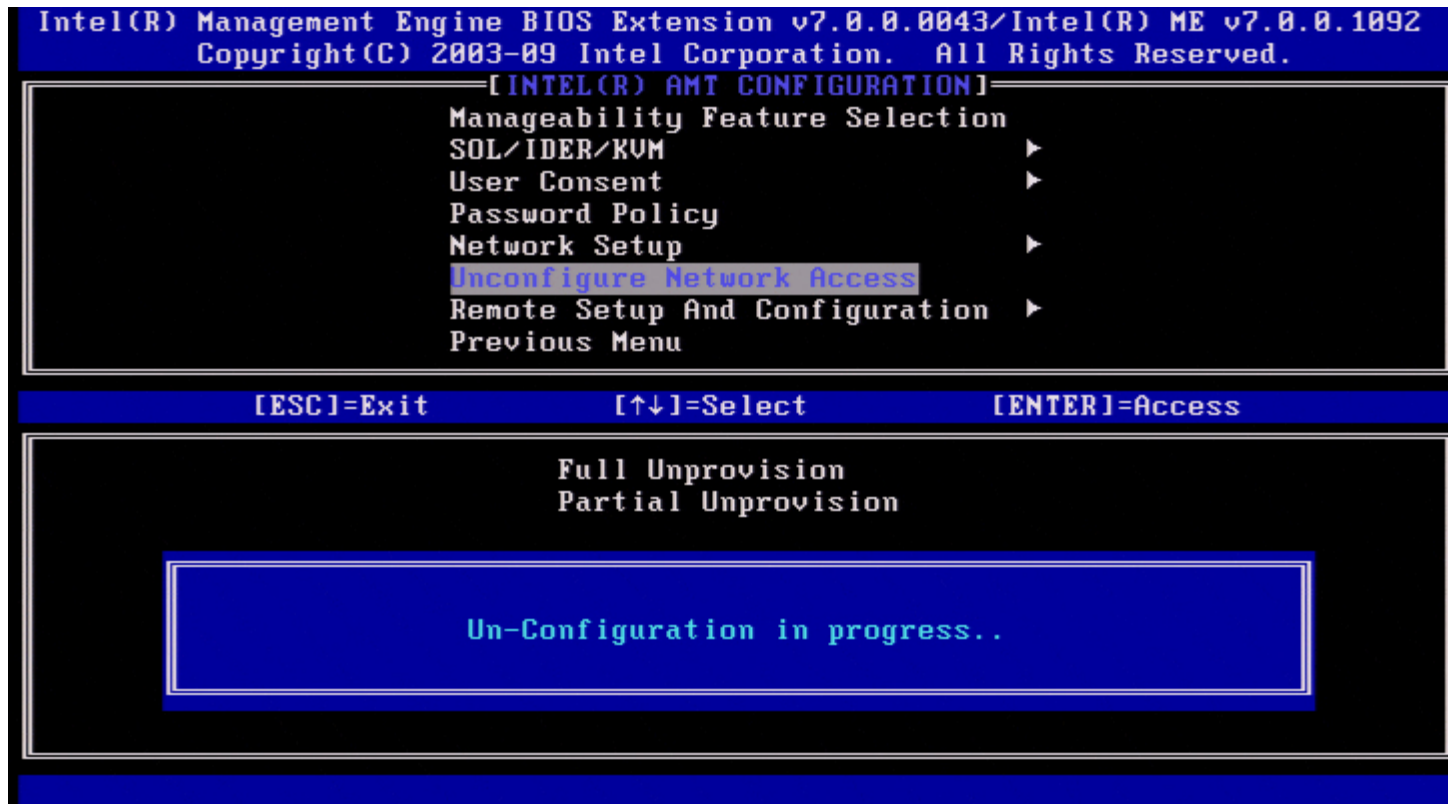 Intel(R) Management Engine BIOS Extension v7.0.0.0043/Intel(R) ME v7.0.0.1092
Copyright(C) 2003-09 Intel Corporation. All Rights Reserved.
[INTEL(R) AMT CONFIGURATION]
Manageability Feature Selection
SOL/IDER/KVM ►
User Consent ►
Password Policy
Network Setup ►
Unconfigure Network Access
Remote Setup And Configuration ►
Previous Menu
[ESC]=Exit [↑↓]=Select [ENTER]=Access
Full Unprovision
Partial Unprovision
Un-Configuration in progress..